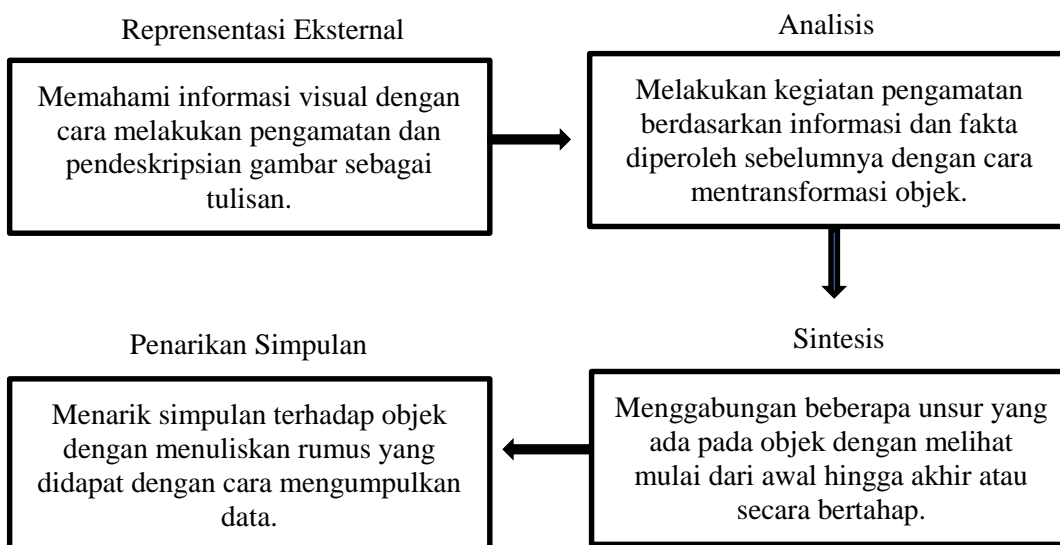 Reprensentasi Eksternal
Memahami informasi visual dengan
cara melakukan pengamatan dan
pendeskripsian gambar sebagai
tulisan.
Analisis
Melakukan kegiatan pengamatan
berdasarkan informasi dan fakta
diperoleh sebelumnya dengan cara
mentransformasi objek.
Sintesis
Menggabungan beberapa unsur yang
ada pada objek dengan melihat
mulai dari awal hingga akhir atau
secara bertahap.
Penarikan Simpulan
Menarik simpulan terhadap objek
dengan menuliskan rumus yang
didapat dengan cara mengumpulkan
data.